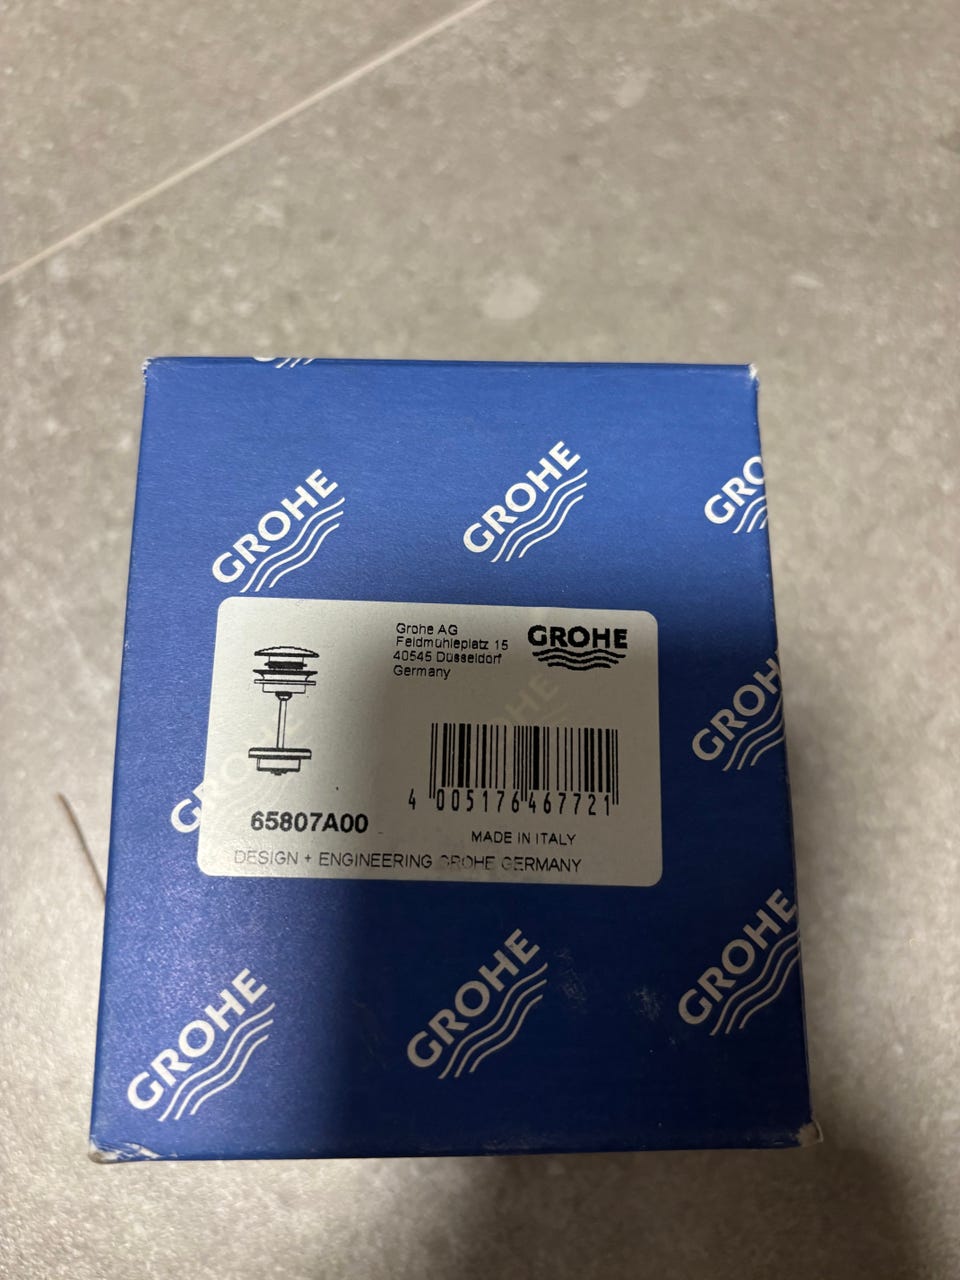 GROHE
GROHE
GRO
Grohe AG
Feldmühleplatz 15
40545 Düsseldorf
Germany
GROHE
GROHE
4 005176 467721
65807A00
MADE IN ITALY
DESIGN + ENGINEERING GROHE GERMANY
GROHE
GROHE
GROHE